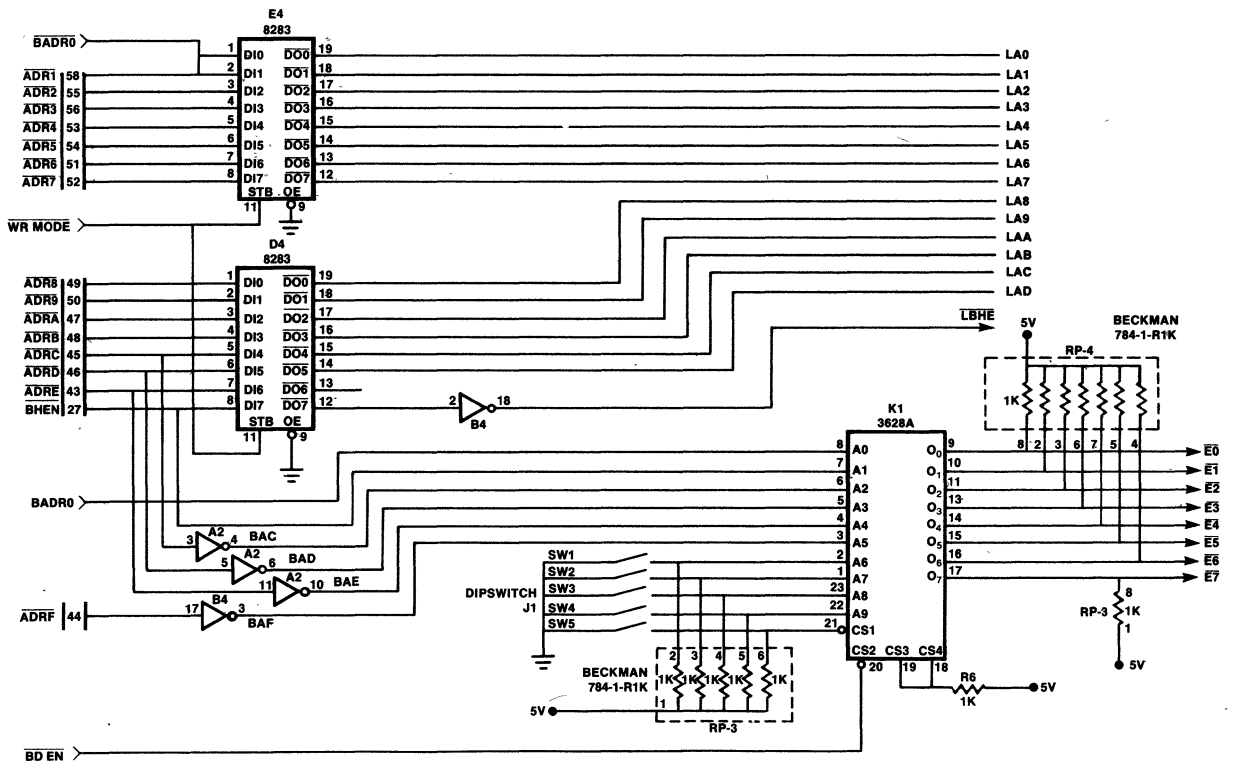 E4
8283
BADR0
ADR1 58 1 DI0 DO0 19 LA0
ADR2 55 2 DI1 DO1 18 LA1
ADR3 56 3 DI2 DO2 17 LA2
ADR4 53 4 DI3 DO3 16 LA3
ADR5 54 5 DI4 DO4 15 LA4
ADR6 51 6 DI5 DO5 14 LA5
ADR7 52 7 DI6 DO6 13 LA6
8 DI7 DO7 12 LA7
STB OE
11 9
LA8
LA9
LAA
LAB
LAC
LAD
WR MODE
D4
8283
ADR8 49 1 DI0 DO0 19
ADR9 50 2 DI1 DO1 18
ADRA 47 3 DI2 DO2 17
ADRB 48 4 DI3 DO3 16
ADRC 45 5 DI4 DO4 15
ADRD 46 6 DI5 DO5 14
ADRE 43 7 DI6 DO6 13
BHEN 27 8 DI7 DO7 12
STB OE
11 9
2 18
B4
LBHE
5V
BECKMAN
784-1-R1K
RP-4
1K
8 2 3 6 7 5 4
K1
3628A
8 A0 O0 9 E0
7 A1 O1 10 E1
6 A2 O2 11 E2
5 A3 O3 13 E3
4 A4 O4 14 E4
3 A5 O5 15 E5
2 A6 O6 16 E6
1 A7 O7 17 E7
23 A8
22 A9
21 CS1
CS2 CS3 CS4
20 19 18
BADR0
3 A2 4 BAC
5 A2 6 BAD
11 A2 10 BAE
ADRF 44 17 B4 3 BAF
DIPSWITCH
J1
SW1
SW2
SW3
SW4
SW5
2 3 4 5 6
1K 1K 1K 1K 1K
BECKMAN
784-1-R1K
1
5V
RP-3
RP-3
8
1K
1
5V
R6
1K
5V
BD EN